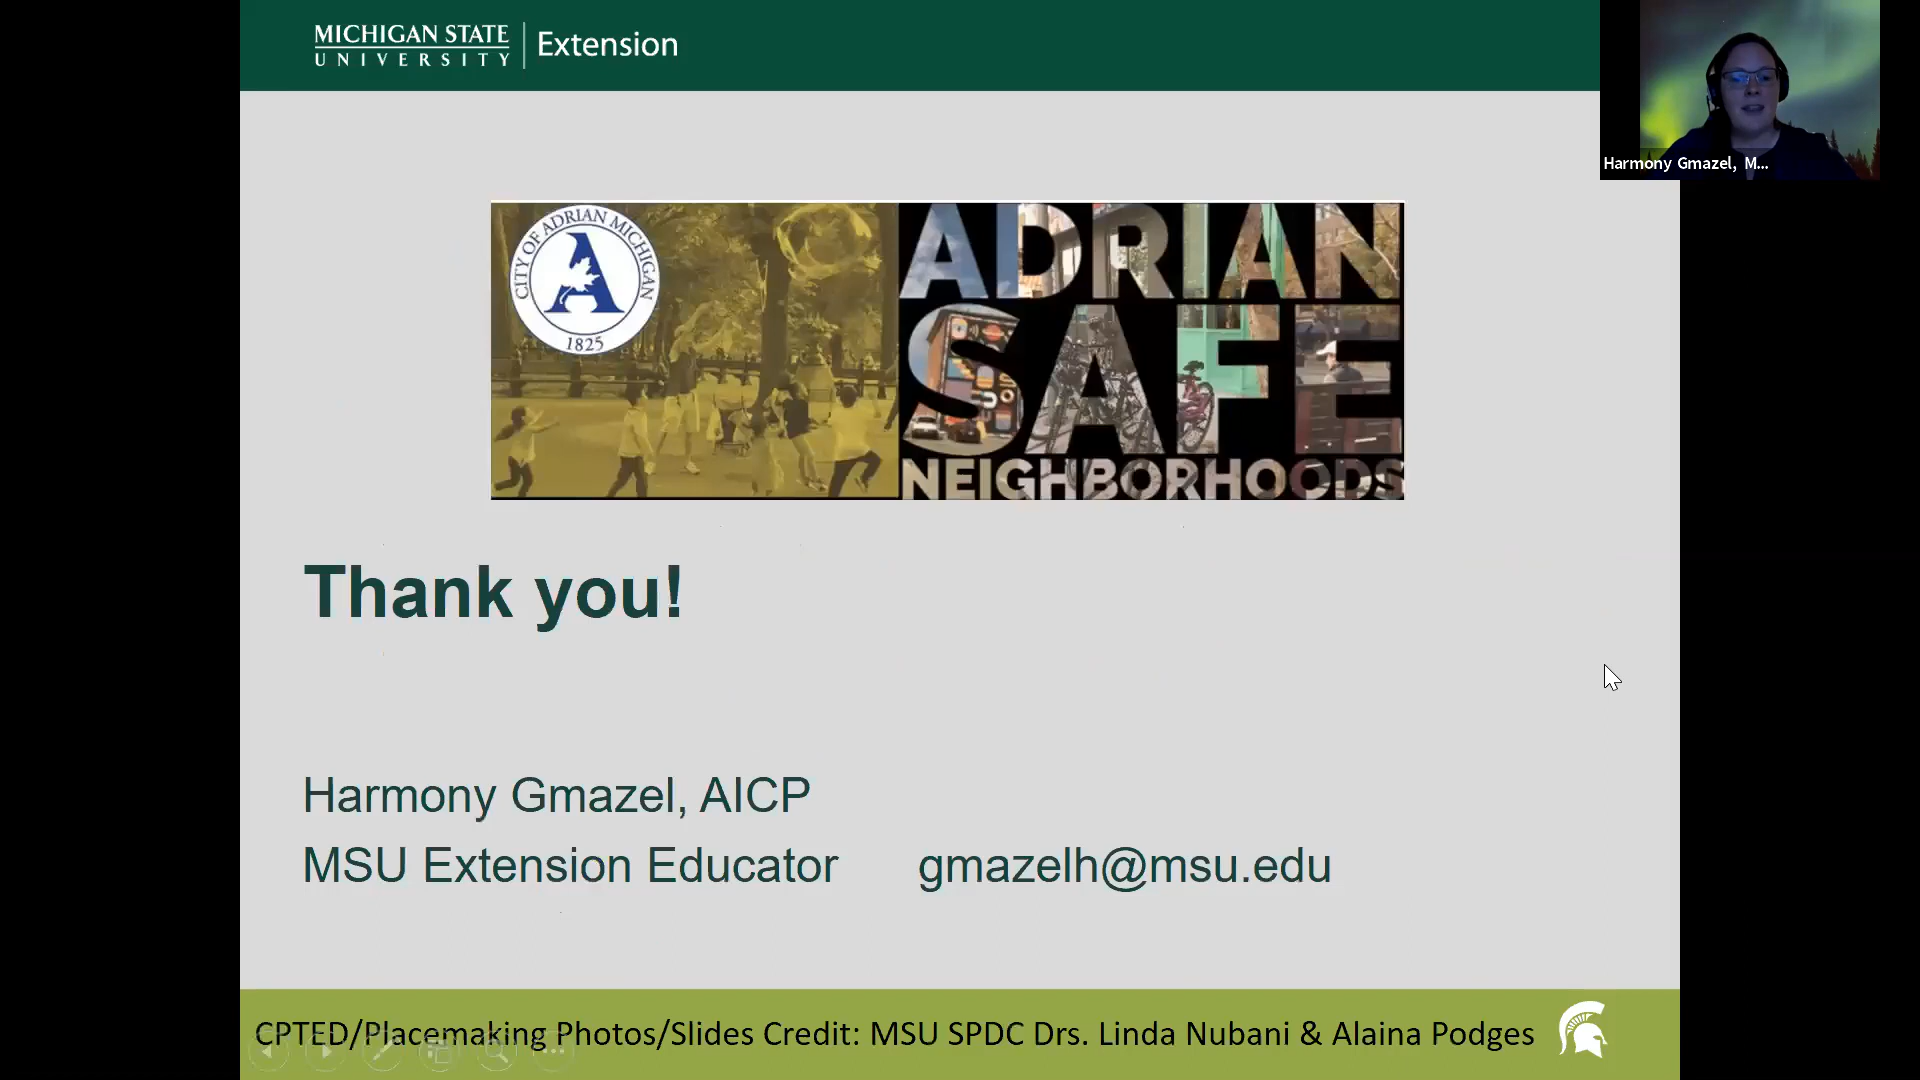 MICHIGAN STATE
UNIVERSITY
Extension
Harmony Gmazel, M...
CITY OF ADRIAN MICHIGAN
A
1825
ADRIAN
SAFE
NEIGHBORHOODS
Thank you!
Harmony Gmazel, AICP
MSU Extension Educator gmazelh@msu.edu
CPTED/Placemaking Photos/Slides Credit: MSU SPDC Drs. Linda Nubani & Alaina Podges